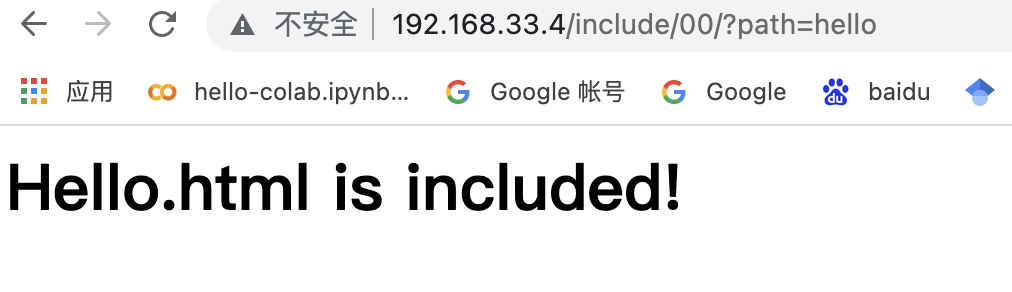 不安全 192.168.33.4/include/00/?path=hello
应用 hello-colab.ipynb... Google 帐号 Google du baidu
Hello.html is included!